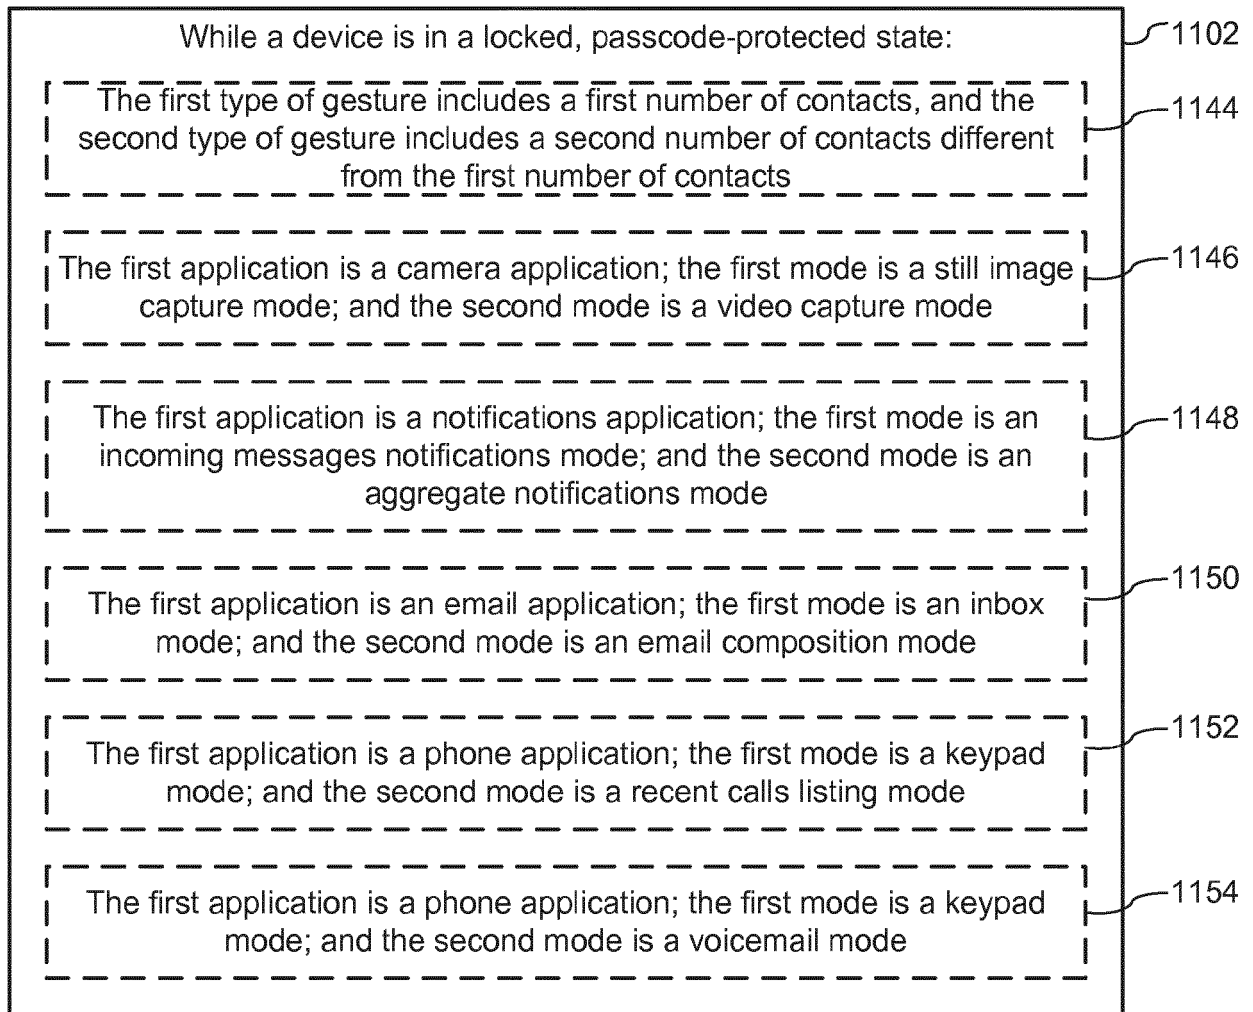 While a device is in a locked, passcode-protected state:
1102
The first type of gesture includes a first number of contacts, and the
second type of gesture includes a second number of contacts different
from the first number of contacts
1144
The first application is a camera application; the first mode is a still image
capture mode; and the second mode is a video capture mode
1146
The first application is a notifications application; the first mode is an
incoming messages notifications mode; and the second mode is an
aggregate notifications mode
1148
The first application is an email application; the first mode is an inbox
mode; and the second mode is an email composition mode
1150
The first application is a phone application; the first mode is a keypad
mode; and the second mode is a recent calls listing mode
1152
The first application is a phone application; the first mode is a keypad
mode; and the second mode is a voicemail mode
1154